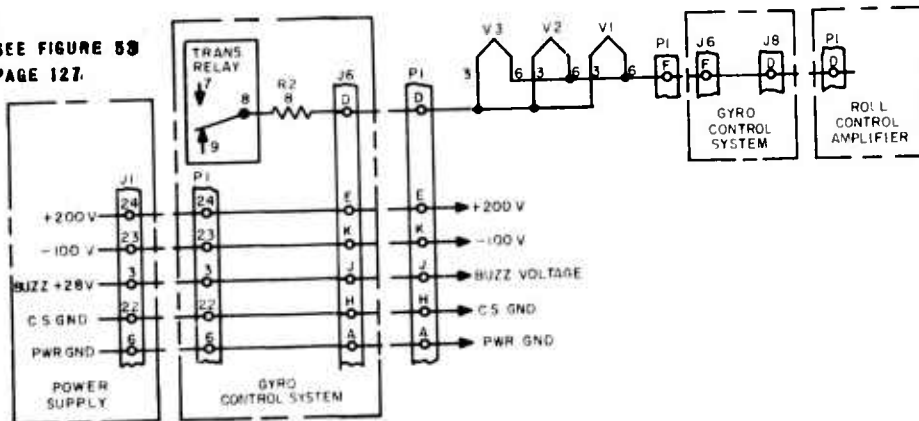 SEE FIGURE 59
PAGE 127.
TRANS
RELAY
7
8
9
R2
8
J6
D
P1
D
V3
V2
V1
3
6
3
6
3
6
P1
F
J6
F
J8
D
P1
D
GYRO
CONTROL
SYSTEM
ROLL
CONTROL
AMPLIFIER
J1
P1
+200 V
24
24
E
E
+200 V
-100 V
23
23
K
K
-100 V
BUZZ +28V
3
3
J
J
BUZZ VOLTAGE
C S GND
22
22
H
H
C S GND
PWR GND
6
6
A
A
PWR GND
POWER
SUPPLY
GYRO
CONTROL SYSTEM